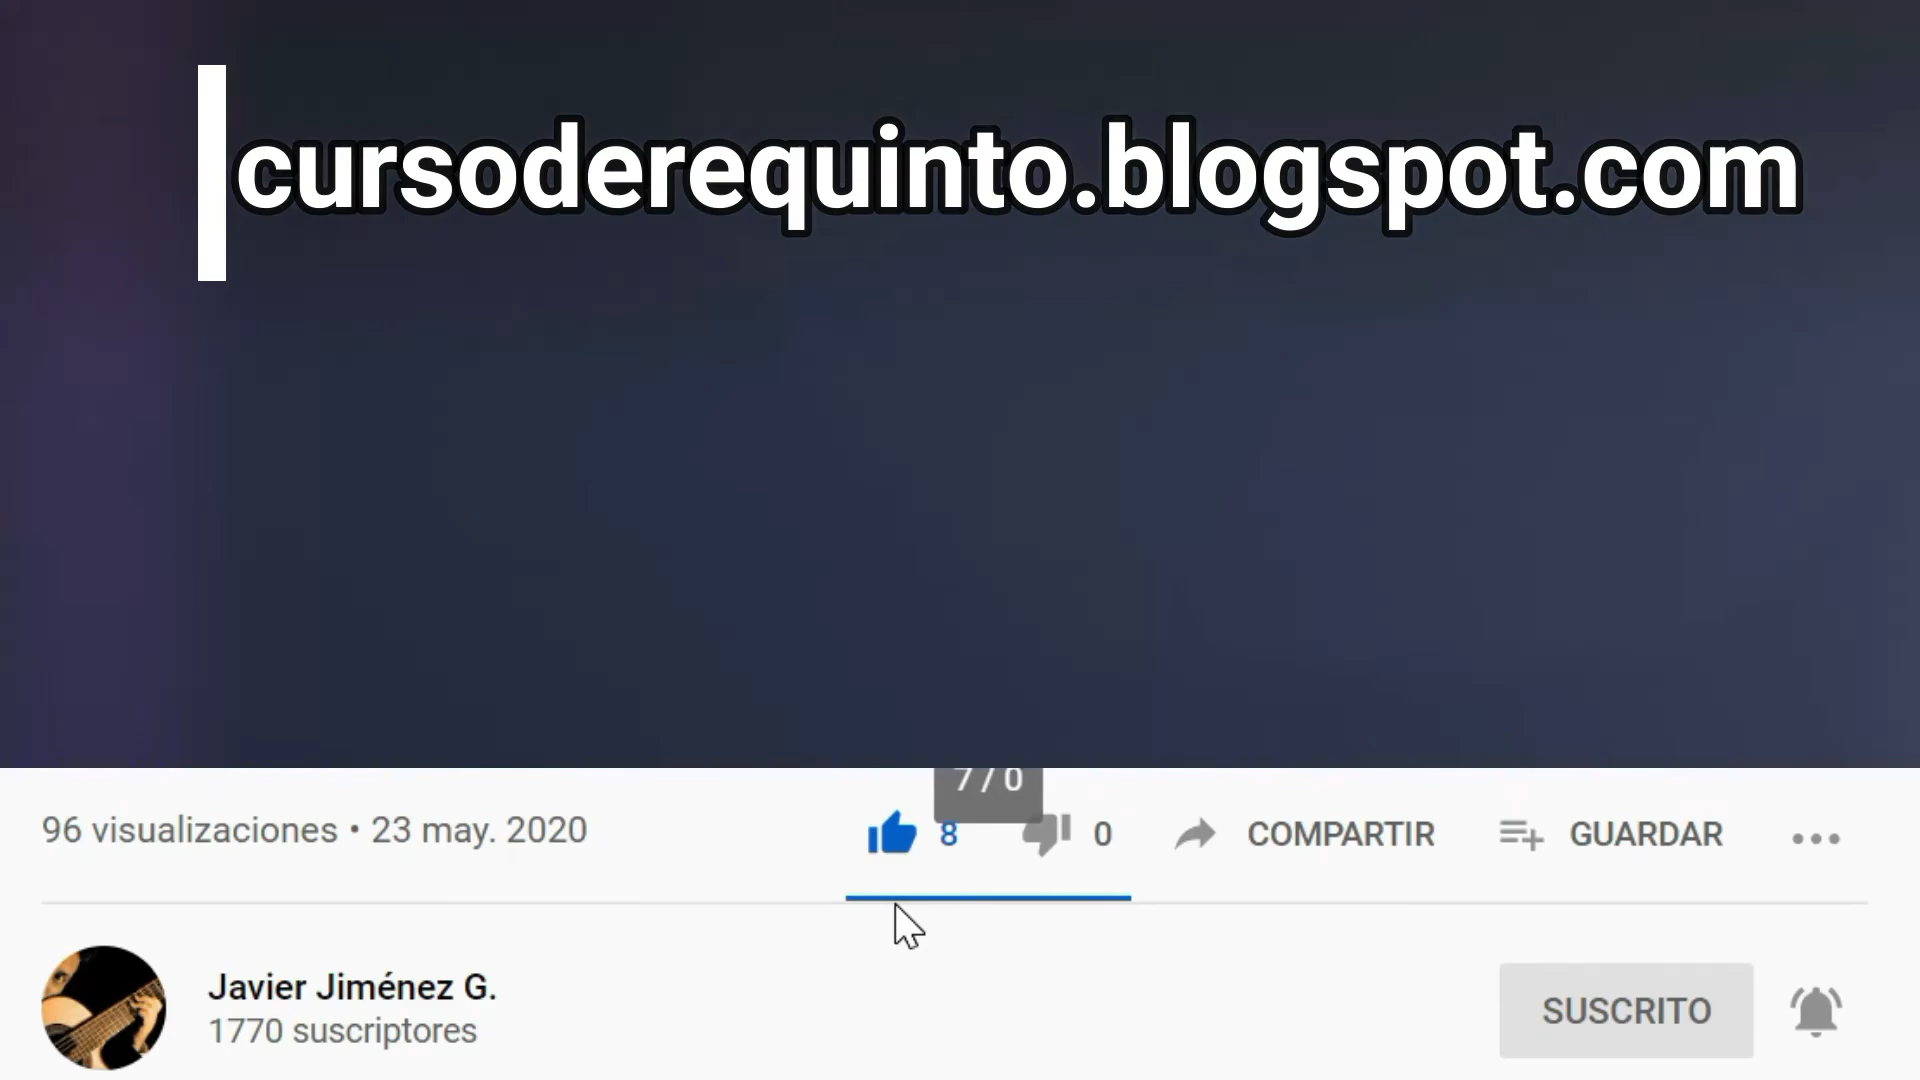 cursoderequinto.blogspot.com
7 / 0
96 visualizaciones • 23 may. 2020
8
0
COMPARTIR
GUARDAR
Javier Jiménez G.
1770 suscriptores
SUSCRITO